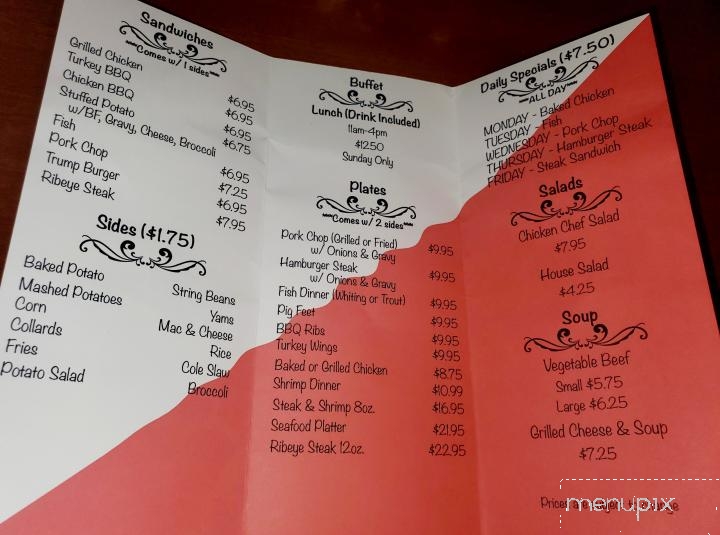 Sandwiches
Comes w/ 1 sides
Grilled Chicken $6.95
Turkey BBQ $6.95
Chicken BBQ $6.95
Stuffed Potato $6.75
w/BF, Gravy, Cheese, Broccoli
Fish $6.95
Pork Chop $7.25
Trump Burger $6.95
Ribeye Steak $7.95
Sides ($1.75)
Baked Potato String Beans
Mashed Potatoes Yams
Corn Mac & Cheese
Collards Rice
Fries Cole Slaw
Potato Salad Broccoli
Buffet
Lunch (Drink Included)
11am-4pm
$12.50
Sunday Only
Plates
Comes w/ 2 sides
Pork Chop (Grilled or Fried) $9.95
w/ Onions & Gravy
Hamburger Steak $9.95
w/ Onions & Gravy
Fish Dinner (Whiting or Trout) $9.95
Pig Feet $9.95
BBQ Ribs $9.95
Turkey Wings $9.95
Baked or Grilled Chicken $8.75
Shrimp Dinner $10.99
Steak & Shrimp 8oz. $16.95
Seafood Platter $21.95
Ribeye Steak 12oz. $22.95
Daily Specials ($7.50)
ALL DAY
MONDAY - Baked Chicken
TUESDAY - Fish
WEDNESDAY - Pork Chop
THURSDAY - Hamburger Steak
FRIDAY - Steak Sandwich
Salads
Chicken Chef Salad
$7.95
House Salad
$4.25
Soup
Vegetable Beef
Small $5.75
Large $6.25
Grilled Cheese & Soup
$7.25
Prices are
menupix